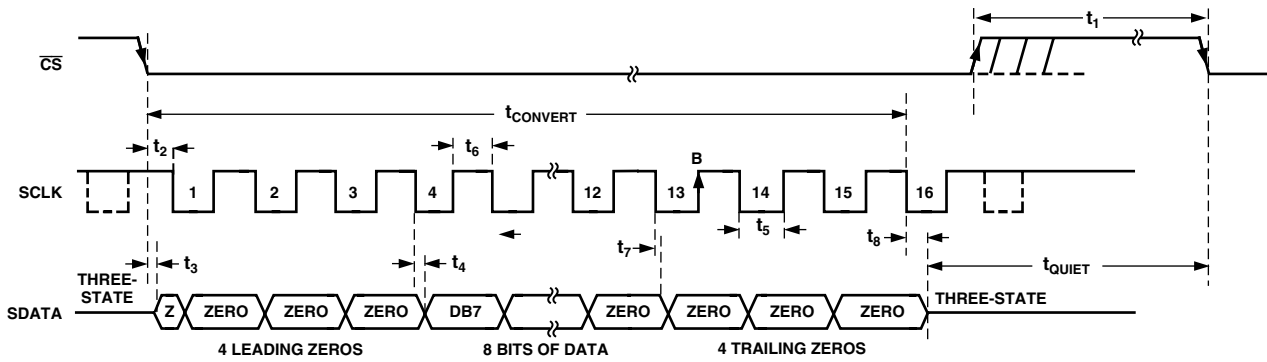 t1
CS
tCONVERT
t2
t6
B
SCLK
1
2
3
4
12
13
14
15
16
t3
t4
t7
t5
t8
tQUIET
THREE-
STATE
THREE-STATE
SDATA
Z
ZERO
ZERO
ZERO
DB7
ZERO
ZERO
ZERO
ZERO
4 LEADING ZEROS
8 BITS OF DATA
4 TRAILING ZEROS